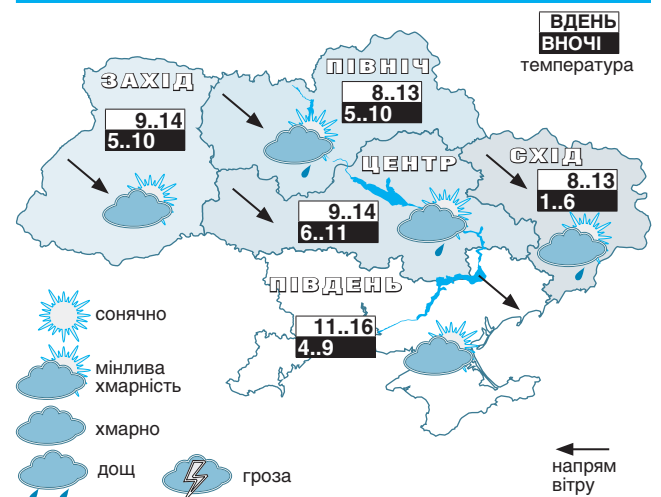 ВДЕНЬ
ВНОЧІ
температура
ПІВНІЧ
8..13
5..10
ЗАХІД
9..14
5..10
ЦЕНТР
9..14
6..11
СХІД
8..13
1..6
ПІВДЕНЬ
11..16
4..9
сонячно
мінлива
хмарність
хмарно
дощ
гроза
напрям
вітру